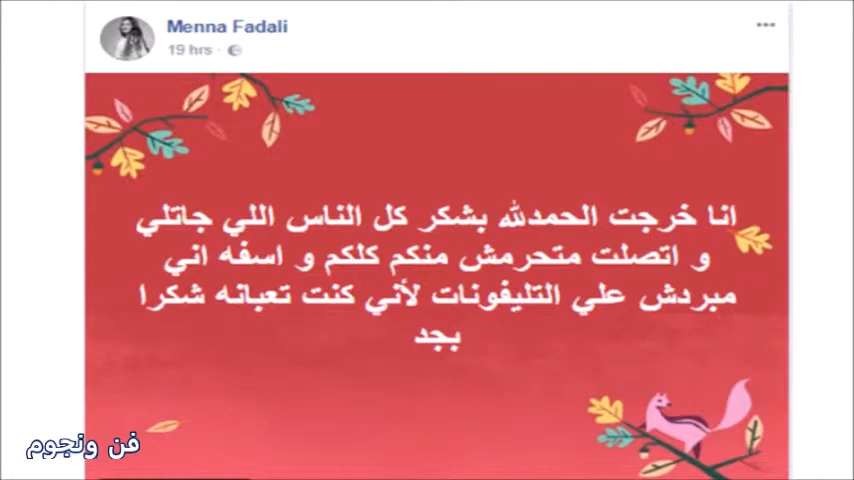 Menna Fadali
19 hrs
انا خرجت الحمدلله بشكر كل الناس اللي جاتلي
و اتصلت متحرمش منكم كلكم و اسفه اني
مبردش علي التليفونات لأني كنت تعبانه شكرا
بجد
فن ونجوم